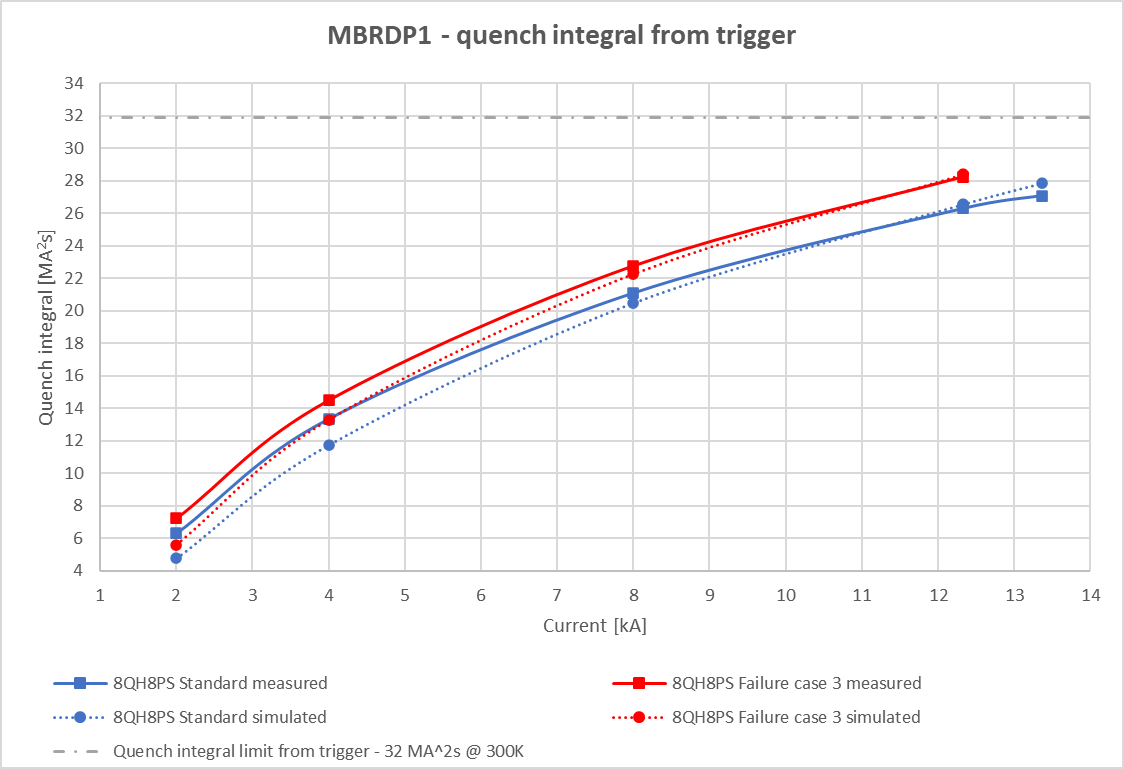 MBRDP1 - quench integral from trigger
34
32
30
28
26
24
22
20
18
16
14
12
10
8
6
4
Quench integral [MA²s]
1 2 3 4 5 6 7 8 9 10 11 12 13 14
Current [kA]
8QH8PS Standard measured
8QH8PS Failure case 3 measured
8QH8PS Standard simulated
8QH8PS Failure case 3 simulated
Quench integral limit from trigger - 32 MA^2s @ 300K